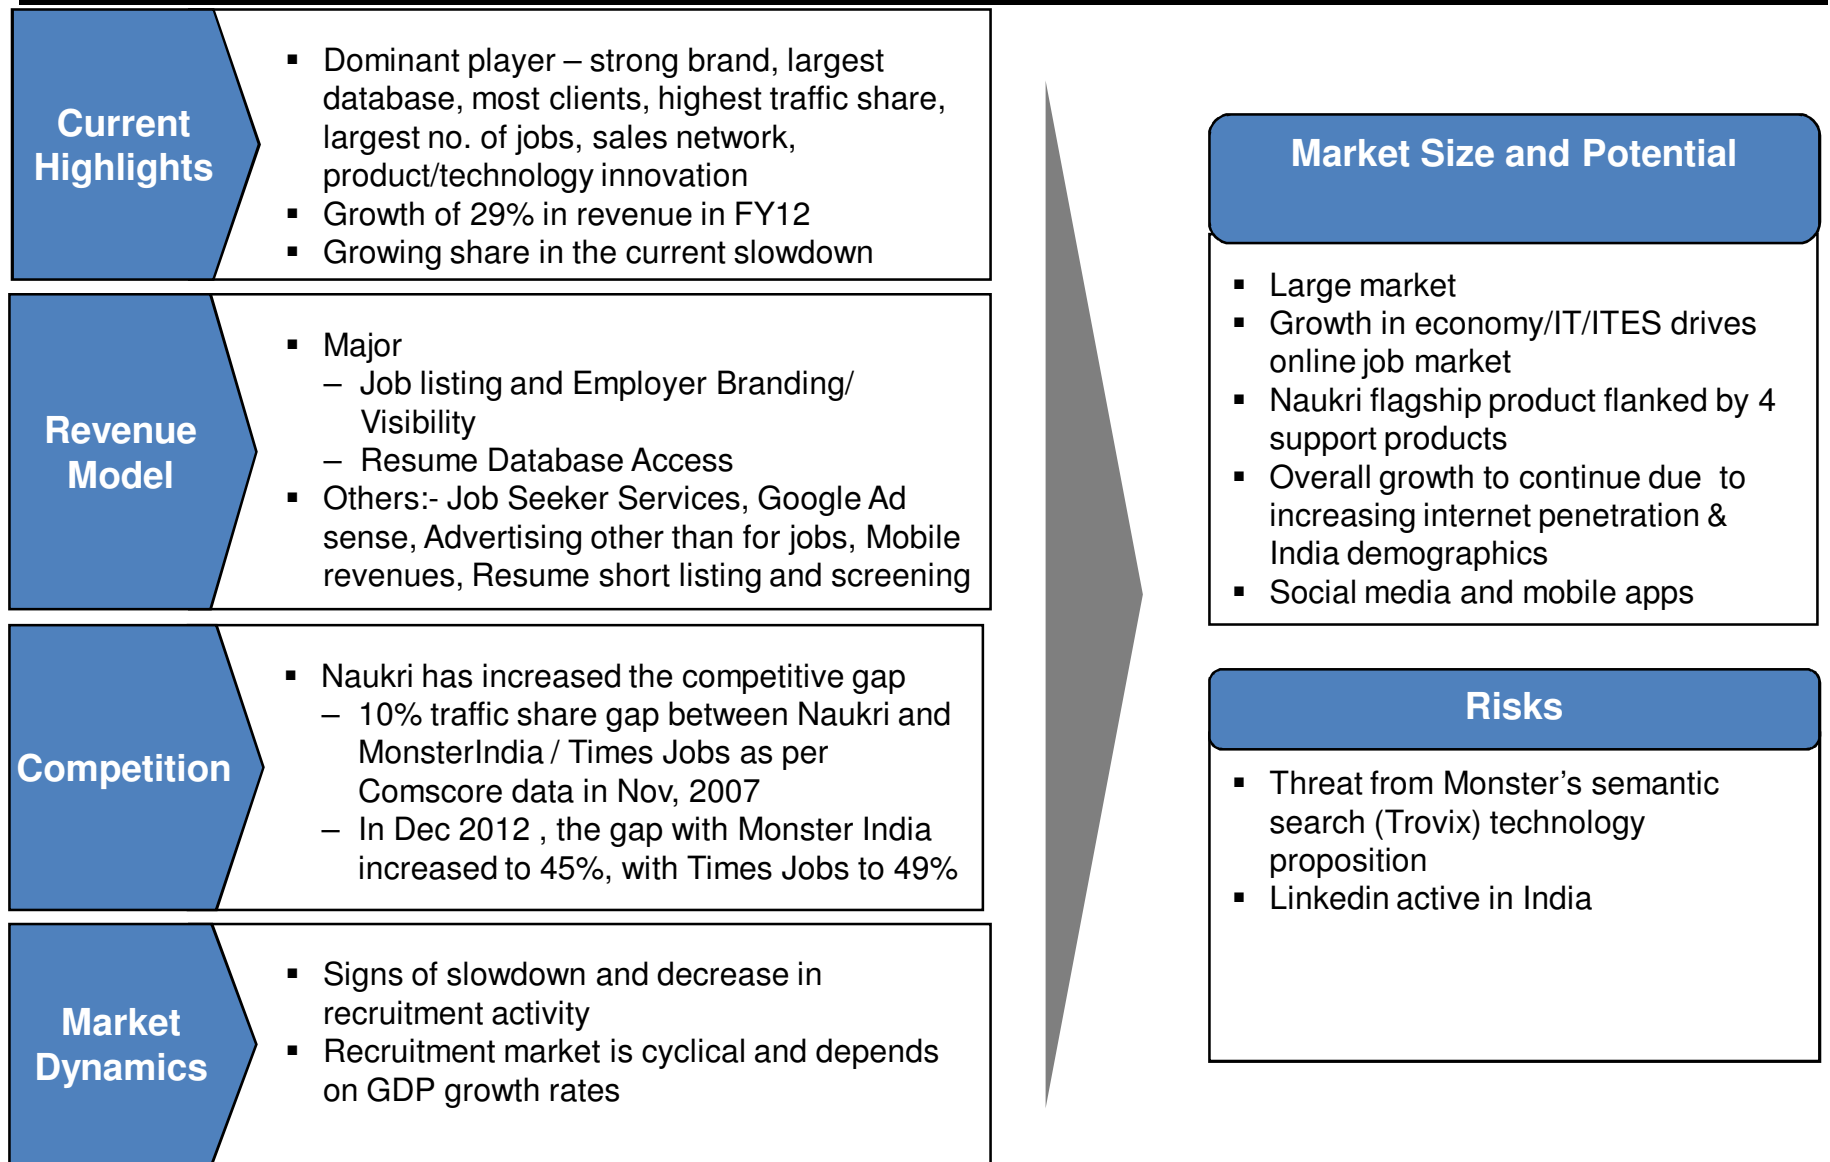 Current
Highlights
▪ Dominant player – strong brand, largest
database, most clients, highest traffic share,
largest no. of jobs, sales network,
product/technology innovation
▪ Growth of 29% in revenue in FY12
▪ Growing share in the current slowdown
Revenue
Model
▪ Major
– Job listing and Employer Branding/
Visibility
– Resume Database Access
▪ Others:- Job Seeker Services, Google Ad
sense, Advertising other than for jobs, Mobile
revenues, Resume short listing and screening
Competition
▪ Naukri has increased the competitive gap
– 10% traffic share gap between Naukri and
MonsterIndia / Times Jobs as per
Comscore data in Nov, 2007
– In Dec 2012 , the gap with Monster India
increased to 45%, with Times Jobs to 49%
Market
Dynamics
▪ Signs of slowdown and decrease in
recruitment activity
▪ Recruitment market is cyclical and depends
on GDP growth rates
Market Size and Potential
▪ Large market
▪ Growth in economy/IT/ITES drives
online job market
▪ Naukri flagship product flanked by 4
support products
▪ Overall growth to continue due to
increasing internet penetration &
India demographics
▪ Social media and mobile apps
Risks
▪ Threat from Monster’s semantic
search (Trovix) technology
proposition
▪ Linkedin active in India